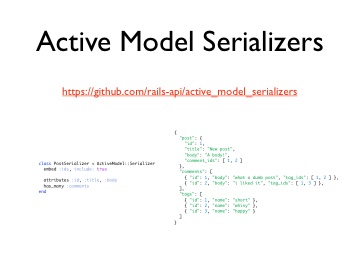 Active Model Serializers
https://github.com/rails-api/active_model_serializers
class PostSerializer < ActiveModel::Serializer
embed :ids, include: true
attributes :id, :title, :body
has_many :comments
end
{
"post": {
"id": 1,
"title": "New post",
"body": "A body!",
"comment_ids": [ 1, 2 ]
},
"comments": [
{ "id": 1, "body": "what a dumb post", "tag_ids": [ 1, 2 ] },
{ "id": 2, "body": "i liked it", "tag_ids": [ 1, 3 ] },
],
"tags": [
{ "id": 1, "name": "short" },
{ "id": 2, "name": "whiny" },
{ "id": 3, "name": "happy" }
]
}